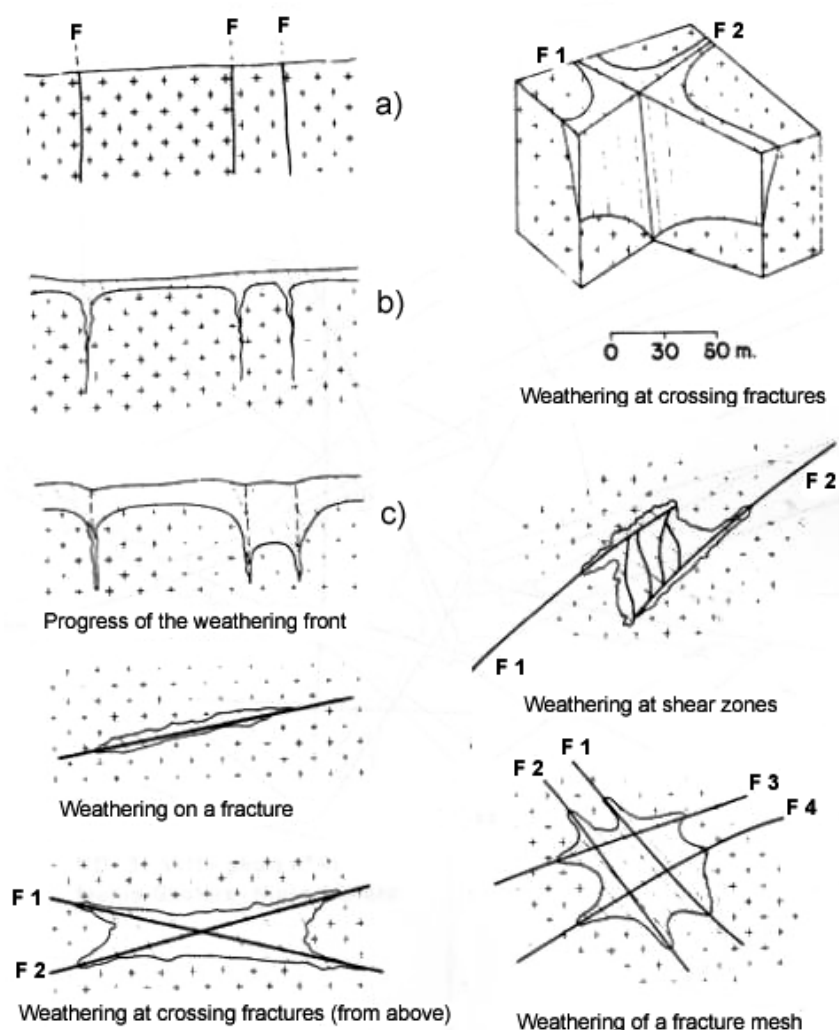 F F F
a)
b)
c)
Progress of the weathering front
Weathering on a fracture
F 1
F 2
Weathering at crossing fractures (from above)
F 1 F 2
0 30 60 m.
Weathering at crossing fractures
F 2
F 1
Weathering at shear zones
F 1
F 2
F 3
F 4
Weathering of a fracture mesh